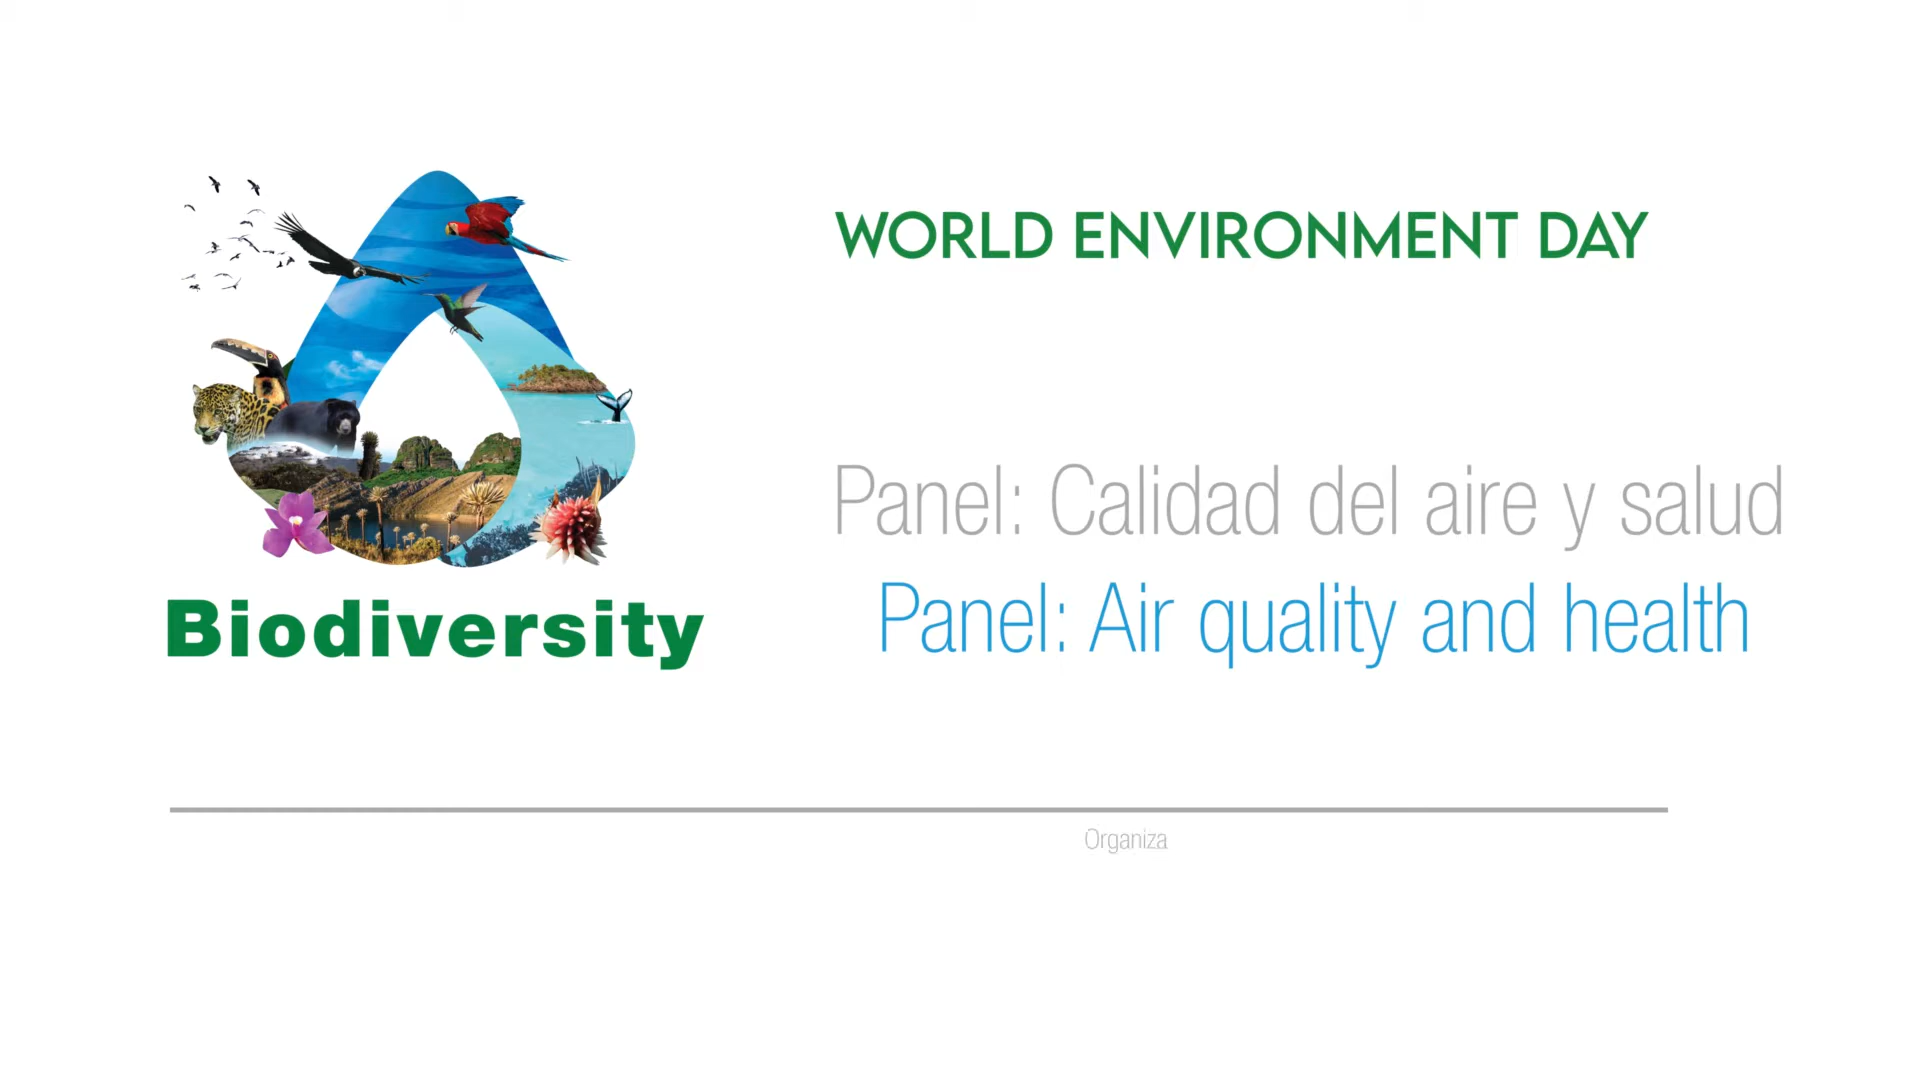 WORLD ENVIRONMENT DAY
Panel: Calidad del aire y salud
Panel: Air quality and health
Biodiversity
Organiza